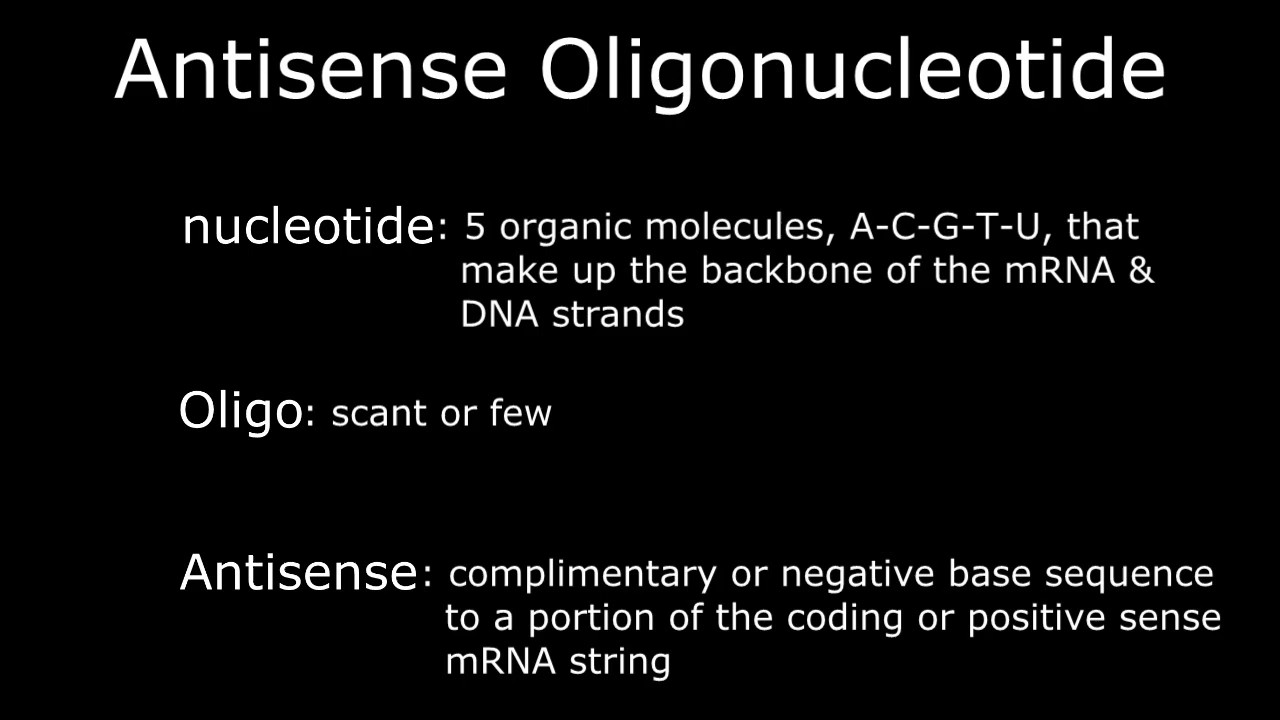 Antisense Oligonucleotide
nucleotide: 5 organic molecules, A-C-G-T-U, that
make up the backbone of the mRNA &
DNA strands
Oligo: scant or few
Antisense: complimentary or negative base sequence
to a portion of the coding or positive sense
mRNA string